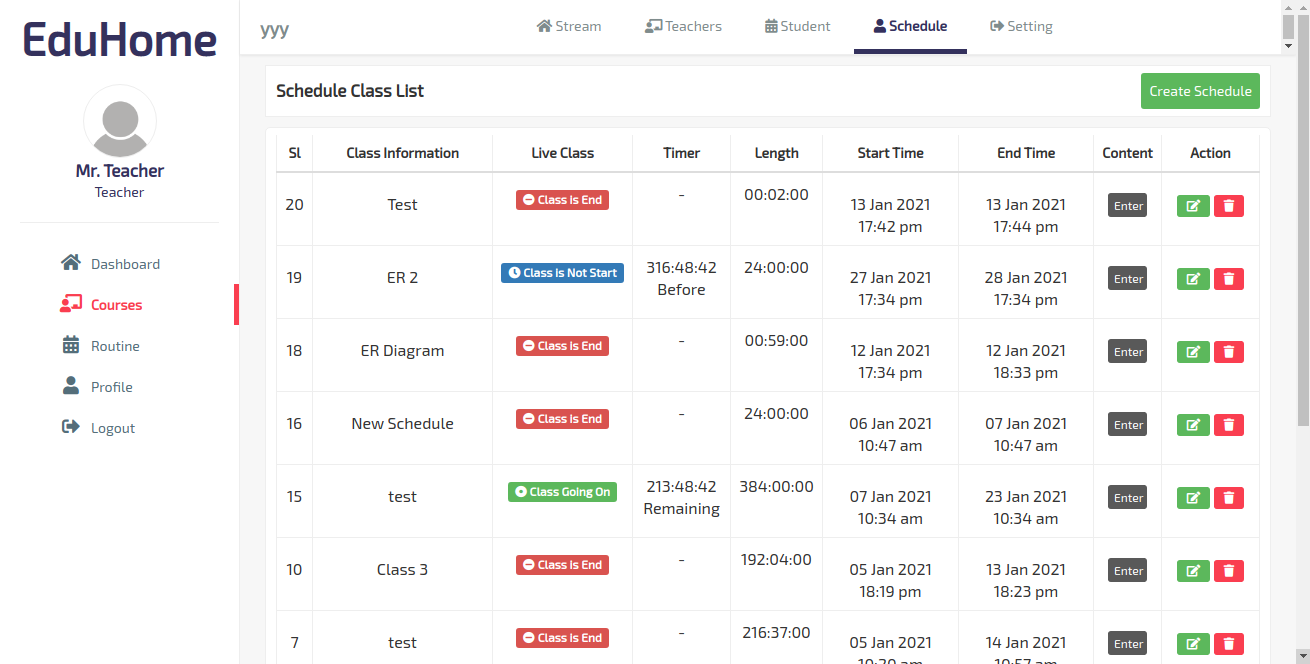 EduHome
yyy
Stream
Teachers
Student
Schedule
Setting
Mr. Teacher
Teacher
Dashboard
Courses
Routine
Profile
Logout
Schedule Class List
Create Schedule
Sl Class Information Live Class Timer Length Start Time End Time Content Action
20 Test Class Is End - 00:02:00 13 Jan 2021 13 Jan 2021 Enter
17:42 pm 17:44 pm
19 ER 2 Class Is Not Start 316:48:42 24:00:00 27 Jan 2021 28 Jan 2021 Enter
Before 17:34 pm 17:34 pm
18 ER Diagram Class Is End - 00:59:00 12 Jan 2021 12 Jan 2021 Enter
17:34 pm 18:33 pm
16 New Schedule Class Is End - 24:00:00 06 Jan 2021 07 Jan 2021 Enter
10:47 am 10:47 am
15 test Class Going On 213:48:42 384:00:00 07 Jan 2021 23 Jan 2021 Enter
Remaining 10:34 am 10:34 am
10 Class 3 Class Is End - 192:04:00 05 Jan 2021 13 Jan 2021 Enter
18:19 pm 18:23 pm
7 test Class Is End - 216:37:00 05 Jan 2021 14 Jan 2021 Enter